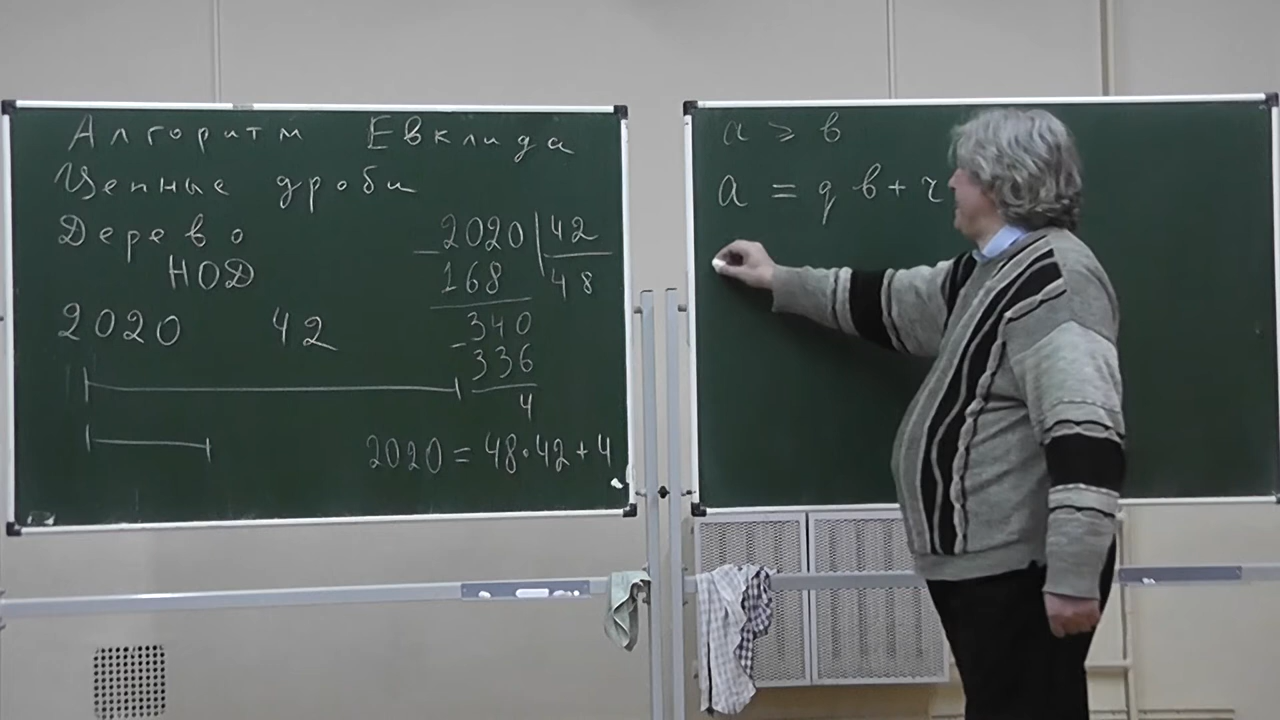 Алгоритм Евклида
Цепные дроби
Дерево
НОД
2020 42
2020 | 42
168 48
340
336
4
2020 = 48·42+4
a ⩾ b
a = q b + r